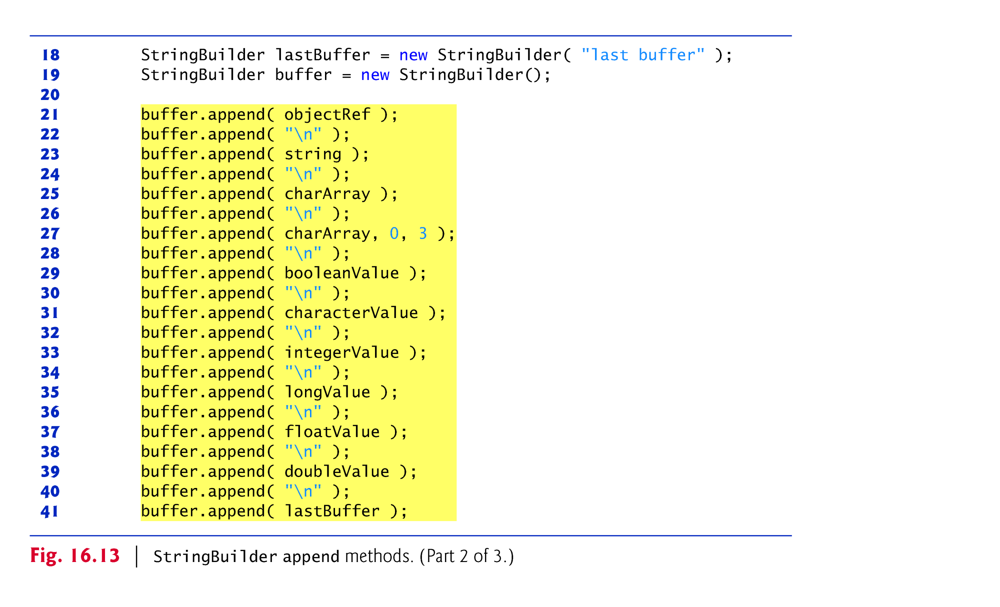 18 StringBuilder lastBuffer = new StringBuilder( "last buffer" );
19 StringBuilder buffer = new StringBuilder();
20
21 buffer.append( objectRef );
22 buffer.append( "\n" );
23 buffer.append( string );
24 buffer.append( "\n" );
25 buffer.append( charArray );
26 buffer.append( "\n" );
27 buffer.append( charArray, 0, 3 );
28 buffer.append( "\n" );
29 buffer.append( booleanValue );
30 buffer.append( "\n" );
31 buffer.append( characterValue );
32 buffer.append( "\n" );
33 buffer.append( integerValue );
34 buffer.append( "\n" );
35 buffer.append( longValue );
36 buffer.append( "\n" );
37 buffer.append( floatValue );
38 buffer.append( "\n" );
39 buffer.append( doubleValue );
40 buffer.append( "\n" );
41 buffer.append( lastBuffer );
Fig. 16.13 | StringBuilder append methods. (Part 2 of 3.)